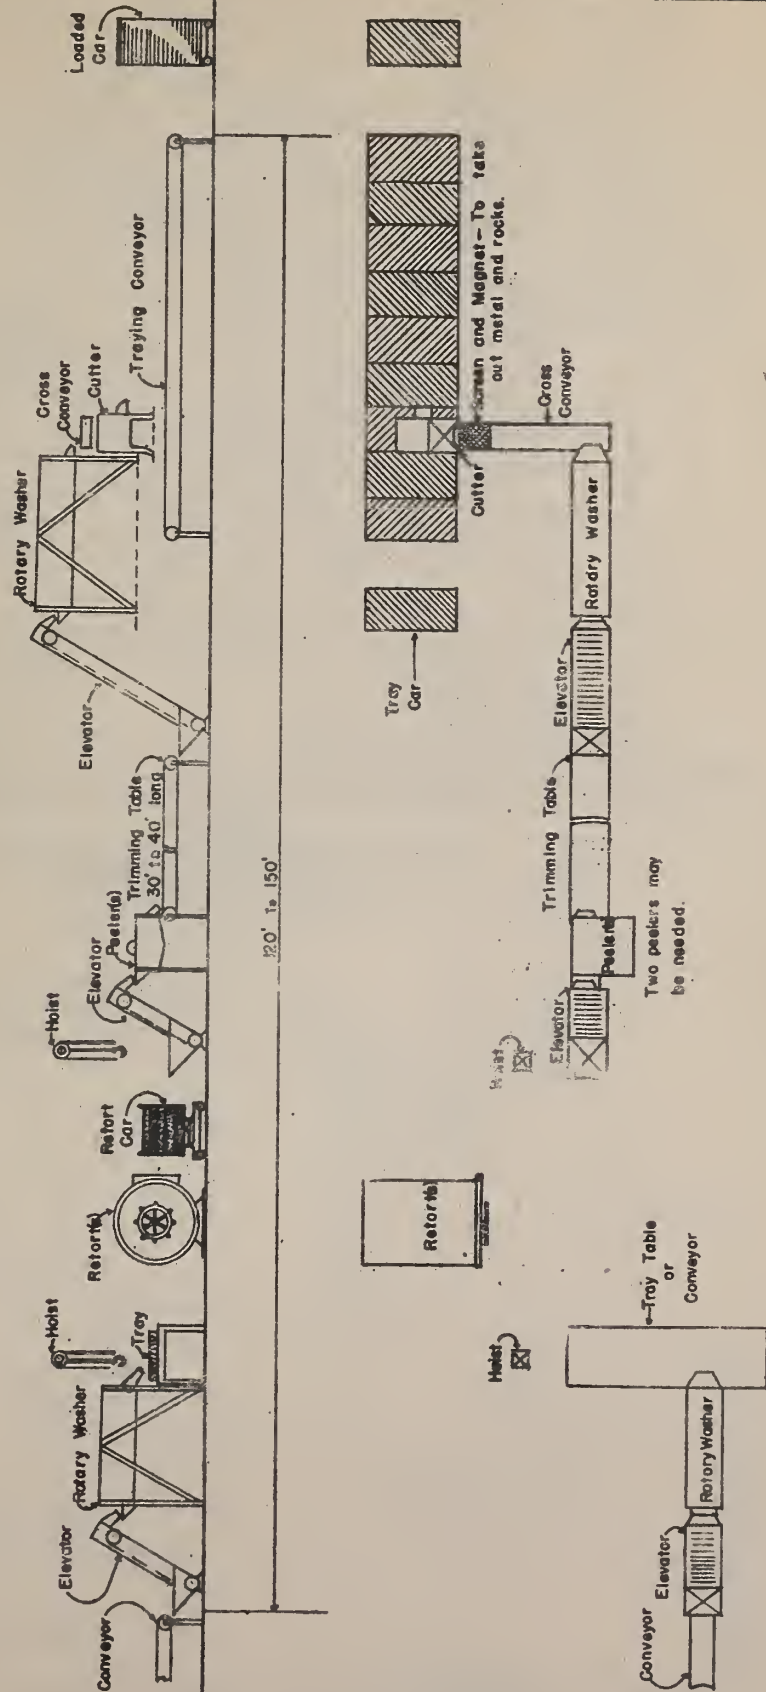 Conveyor
Elevator
Rotary Washer
Tray
Hoist
Retort(s)
Retort
Car
Hoist
Elevator
Peeler(s)
Trimming Table
30' to 40' long
Elevator
Rotary Washer
Cross
Conveyor
Cutter
Traying Conveyor
Loaded
Car
120' to 150'
Conveyor
Elevator
Rotary Washer
Tray Table
or
Conveyor
Hoist
Retort(s)
Hoist
Elevator
Peeler(s)
Two peelers may
be needed.
Trimming Table
Elevator
Rotary Washer
Tray
Car
Cutter
Cross
Conveyor
Screen and Magnet - To take
out metal and rocks.